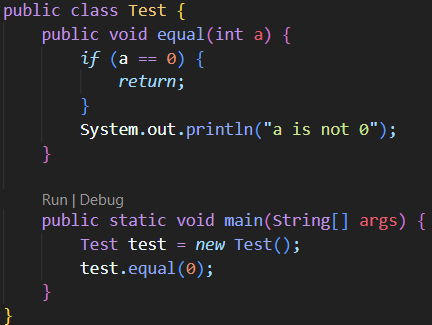 public class Test {
    public void equal(int a) {
        if (a == 0) {
            return;
        }
        System.out.println("a is not 0");
    }

    Run | Debug
    public static void main(String[] args) {
        Test test = new Test();
        test.equal(0);
    }
}